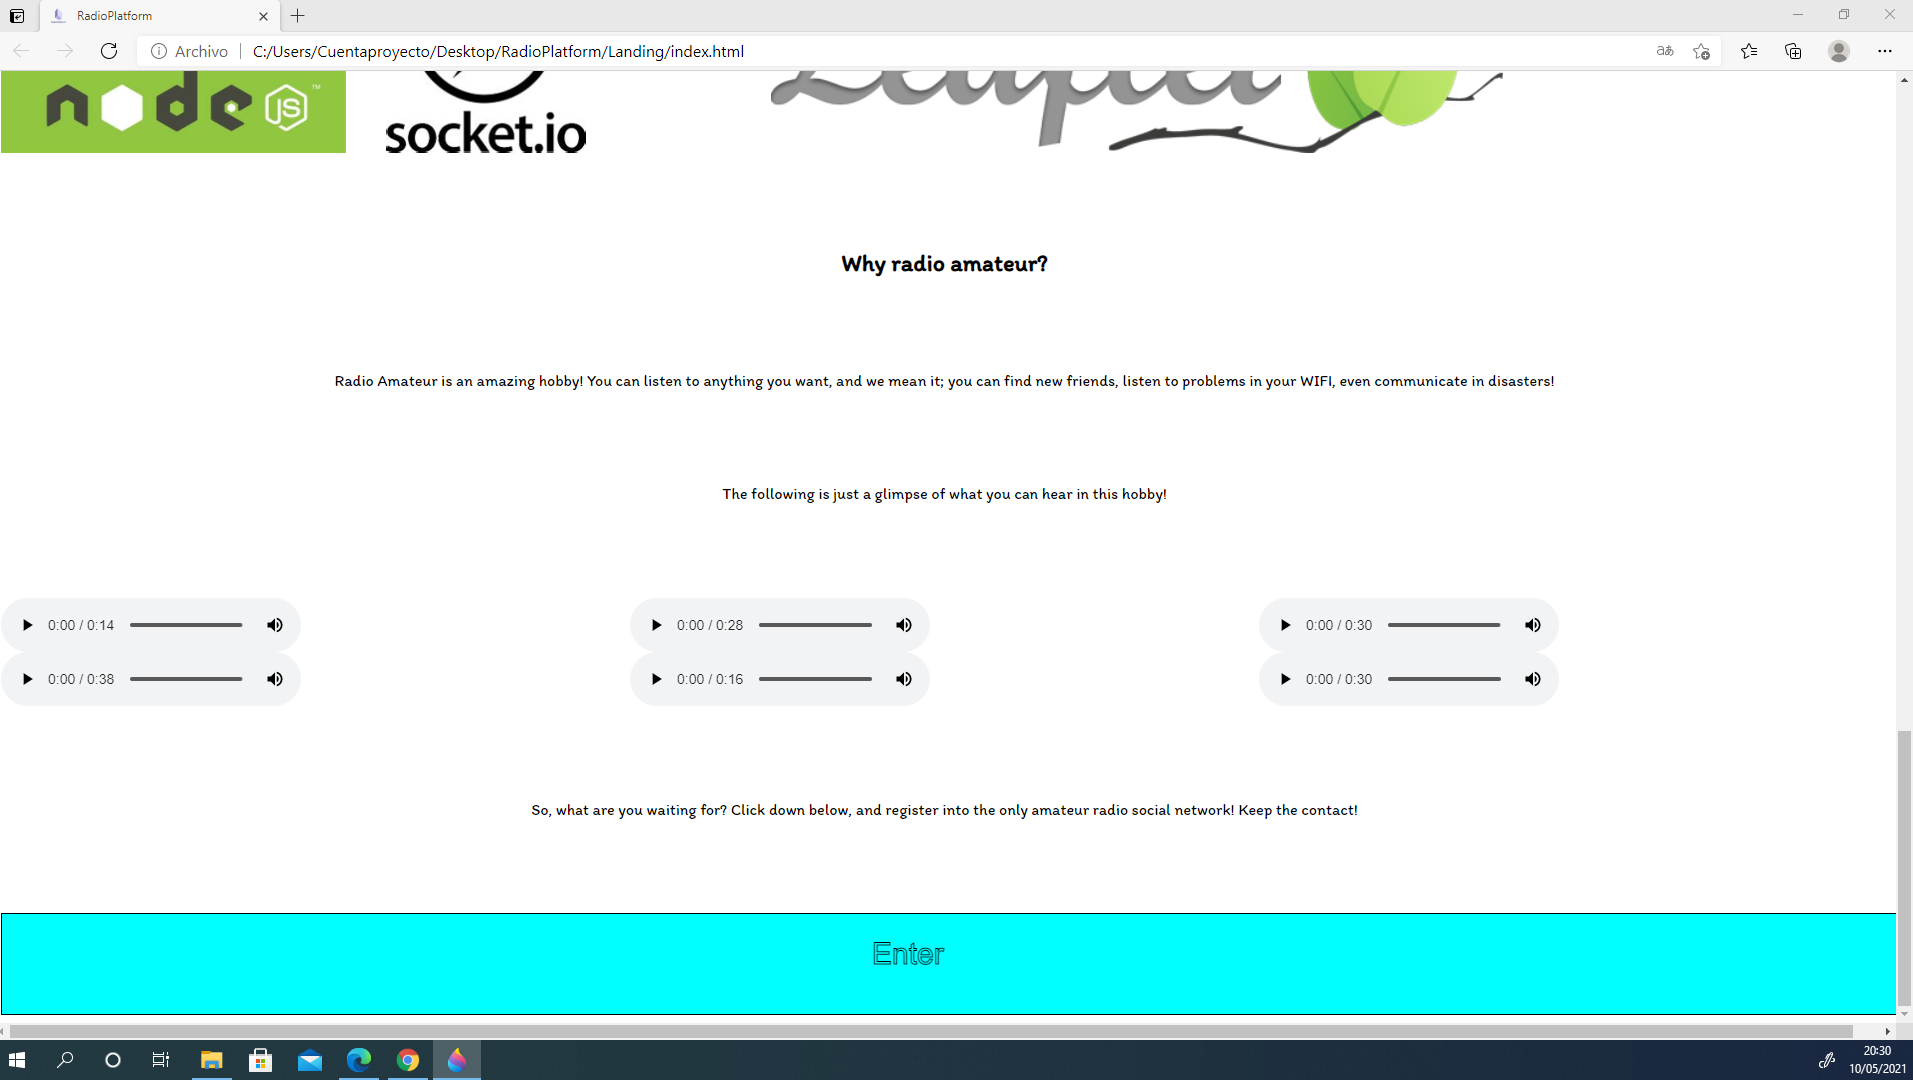 RadioPlatform
Archivo
C:/Users/Cuentaproyecto/Desktop/RadioPlatform/Landing/index.html
node JS ™
socket.io
Leaflet
Why radio amateur?
Radio Amateur is an amazing hobby! You can listen to anything you want, and we mean it; you can find new friends, listen to problems in your WIFI, even communicate in disasters!
The following is just a glimpse of what you can hear in this hobby!
0:00 / 0:14
0:00 / 0:28
0:00 / 0:30
0:00 / 0:38
0:00 / 0:16
0:00 / 0:30
So, what are you waiting for? Click down below, and register into the only amateur radio social network! Keep the contact!
Enter
20:30
10/05/2021